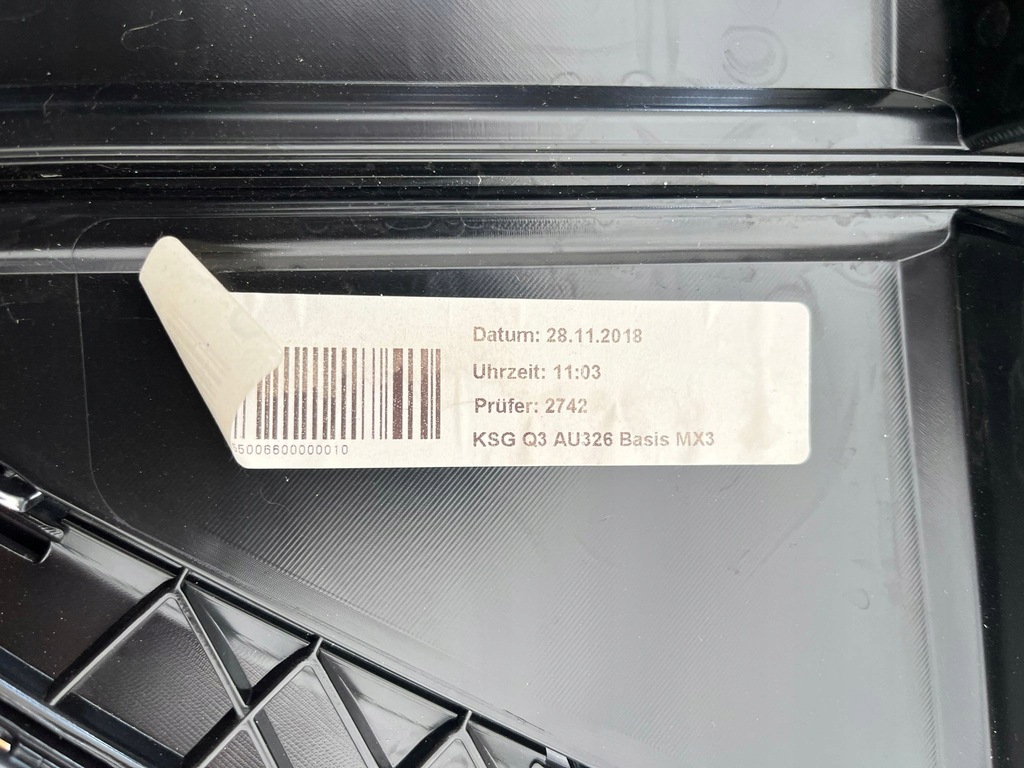 Datum: 28.11.2018
Uhrzeit: 11:03
Prüfer: 2742
KSG Q3 AU326 Basis MX3
5006600000010